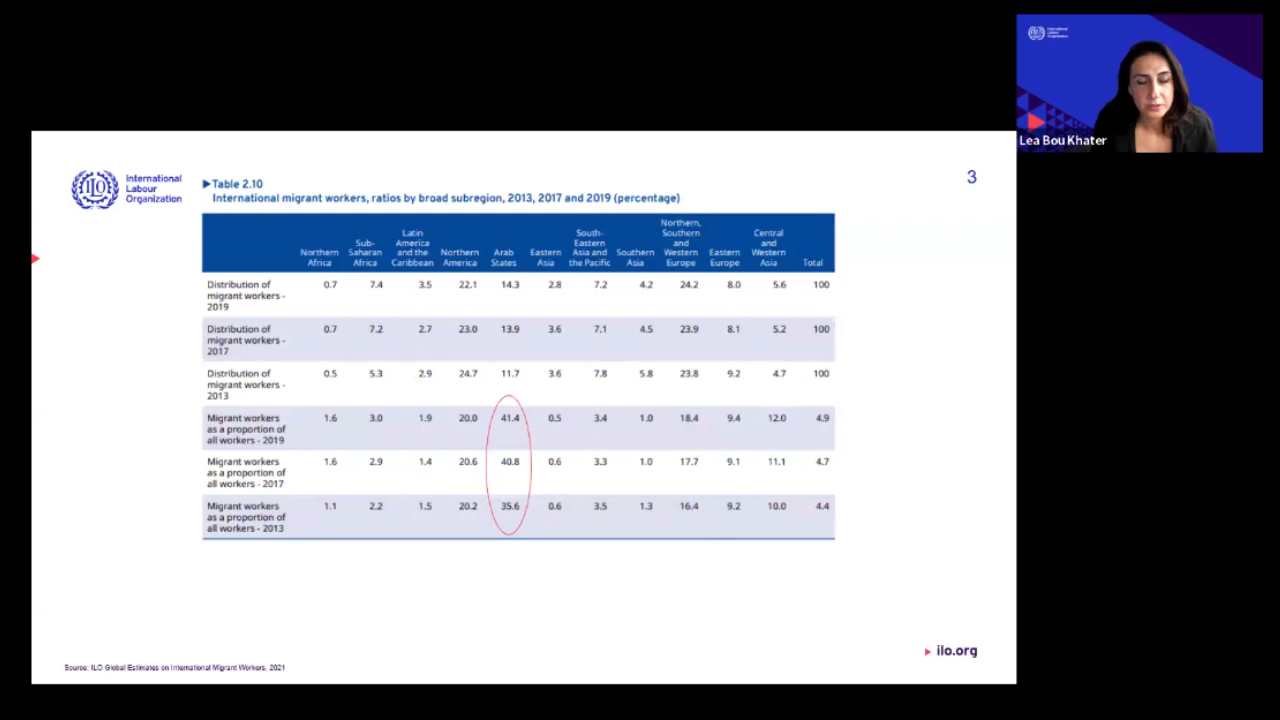 International
Labour
Organization
Lea Bou Khater
International
Labour
Organization
3
Table 2.10
International migrant workers, ratios by broad subregion, 2013, 2017 and 2019 (percentage)
Northern Africa
Sub-Saharan Africa
Latin America and the Caribbean
Northern America
Arab States
Eastern Asia
South-Eastern Asia and the Pacific
Southern Asia
Northern, Southern and Western Europe
Eastern Europe
Central and Western Asia
Total
Distribution of migrant workers - 2019 0.7 7.4 3.5 22.1 14.3 2.8 7.2 4.2 24.2 8.0 5.6 100
Distribution of migrant workers - 2017 0.7 7.2 2.7 23.0 13.9 3.6 7.1 4.5 23.9 8.1 5.2 100
Distribution of migrant workers - 2013 0.5 5.3 2.9 24.7 11.7 3.6 7.8 5.8 23.8 9.2 4.7 100
Migrant workers as a proportion of all workers - 2019 1.6 3.0 1.9 20.0 41.4 0.5 3.4 1.0 18.4 9.4 12.0 4.9
Migrant workers as a proportion of all workers - 2017 1.6 2.9 1.4 20.6 40.8 0.6 3.3 1.0 17.7 9.1 11.1 4.7
Migrant workers as a proportion of all workers - 2013 1.1 2.2 1.5 20.2 35.6 0.6 3.5 1.3 16.4 9.2 10.0 4.4
ilo.org
Source: ILO Global Estimates on International Migrant Workers, 2021